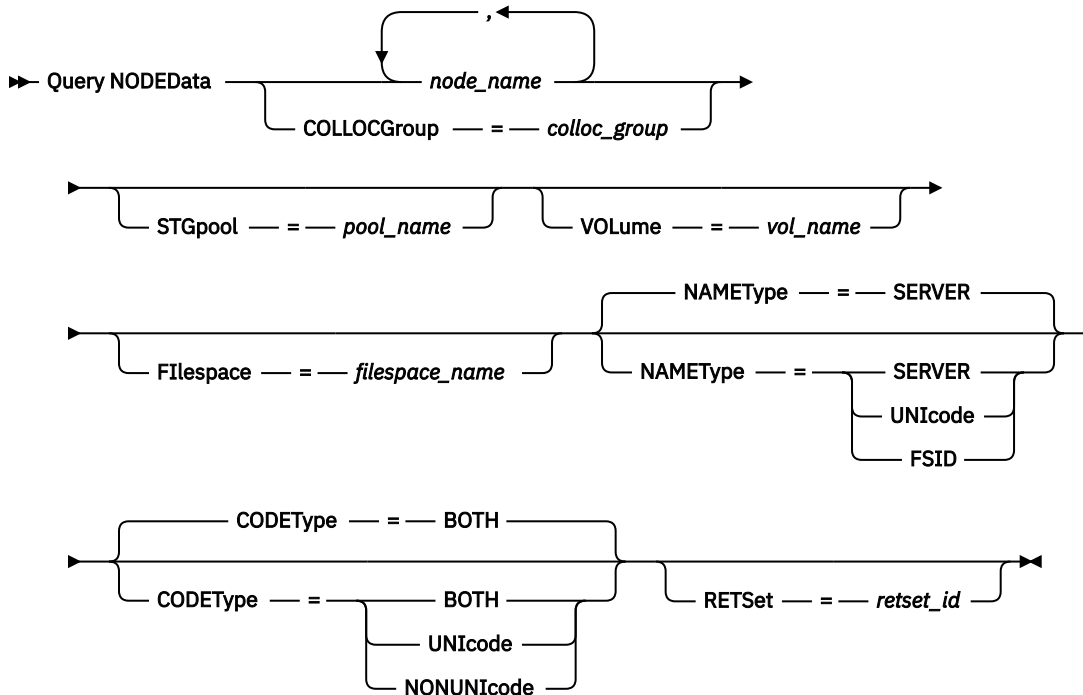 ,
Query NODEData node_name
COLLOCGroup = colloc_group
STGpool = pool_name VOLume = vol_name
NAMEType = SERVER
FIlespace = filespace_name NAMEType = SERVER
UNIcode
FSID
CODEType = BOTH
CODEType = BOTH RETSet = retset_id
UNIcode
NONUNIcode